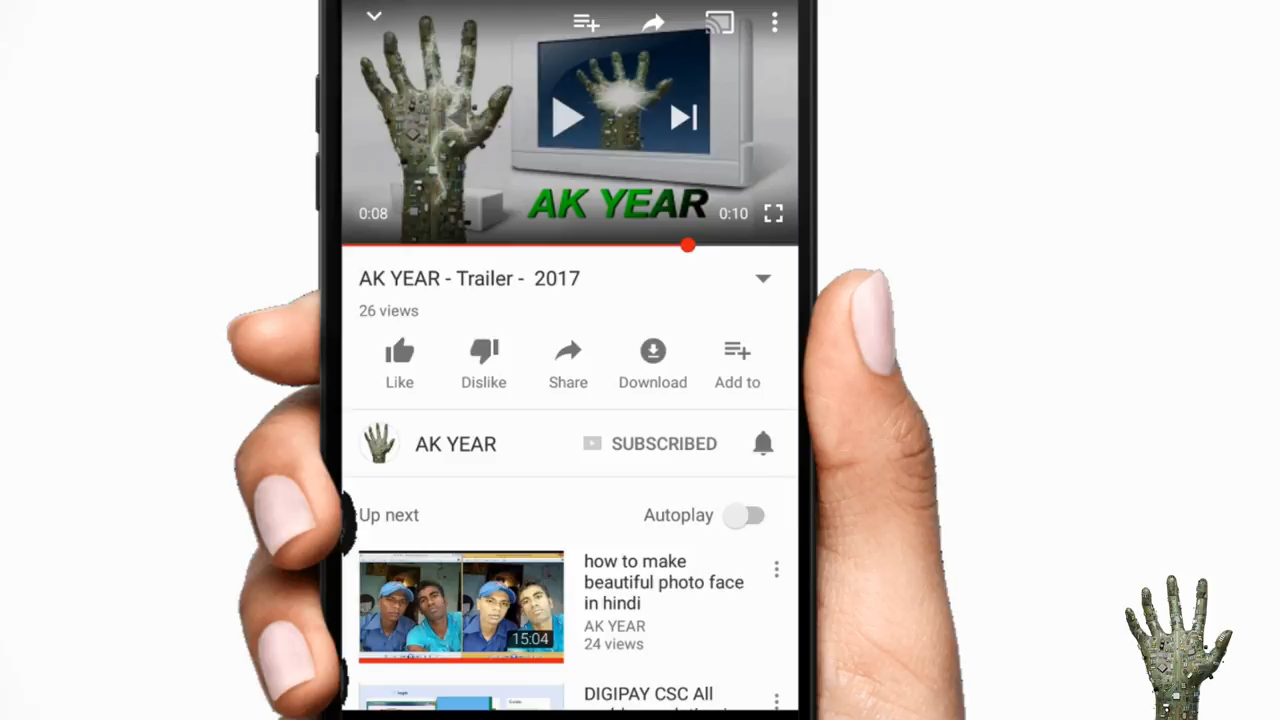 AK YEAR
0:08
0:10
AK YEAR - Trailer - 2017
26 views
Like
Dislike
Share
Download
Add to
AK YEAR
SUBSCRIBED
Up next
Autoplay
how to make
beautiful photo face
in hindi
AK YEAR
24 views
15:04
DIGIPAY CSC All